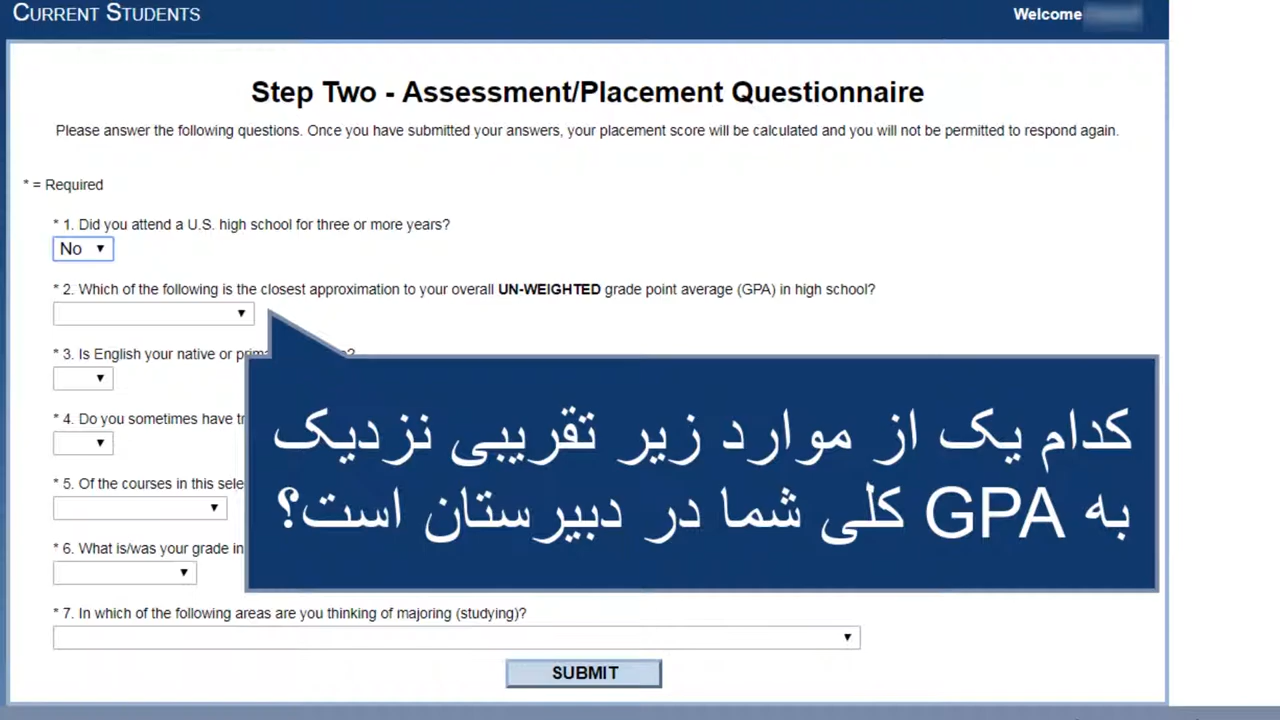 CURRENT STUDENTS
Welcome
Step Two - Assessment/Placement Questionnaire
Please answer the following questions. Once you have submitted your answers, your placement score will be calculated and you will not be permitted to respond again.
* = Required
* 1. Did you attend a U.S. high school for three or more years?
No
* 2. Which of the following is the closest approximation to your overall UN-WEIGHTED grade point average (GPA) in high school?
* 3. Is English your native or
* 4. Do you sometimes have
* 5. Of the courses in this
* 6. What is/was your grade in
کدام یک از موارد زیر تقریبی نزدیک
به GPA کلی شما در دبیرستان است؟
* 7. In which of the following areas are you thinking of majoring (studying)?
SUBMIT